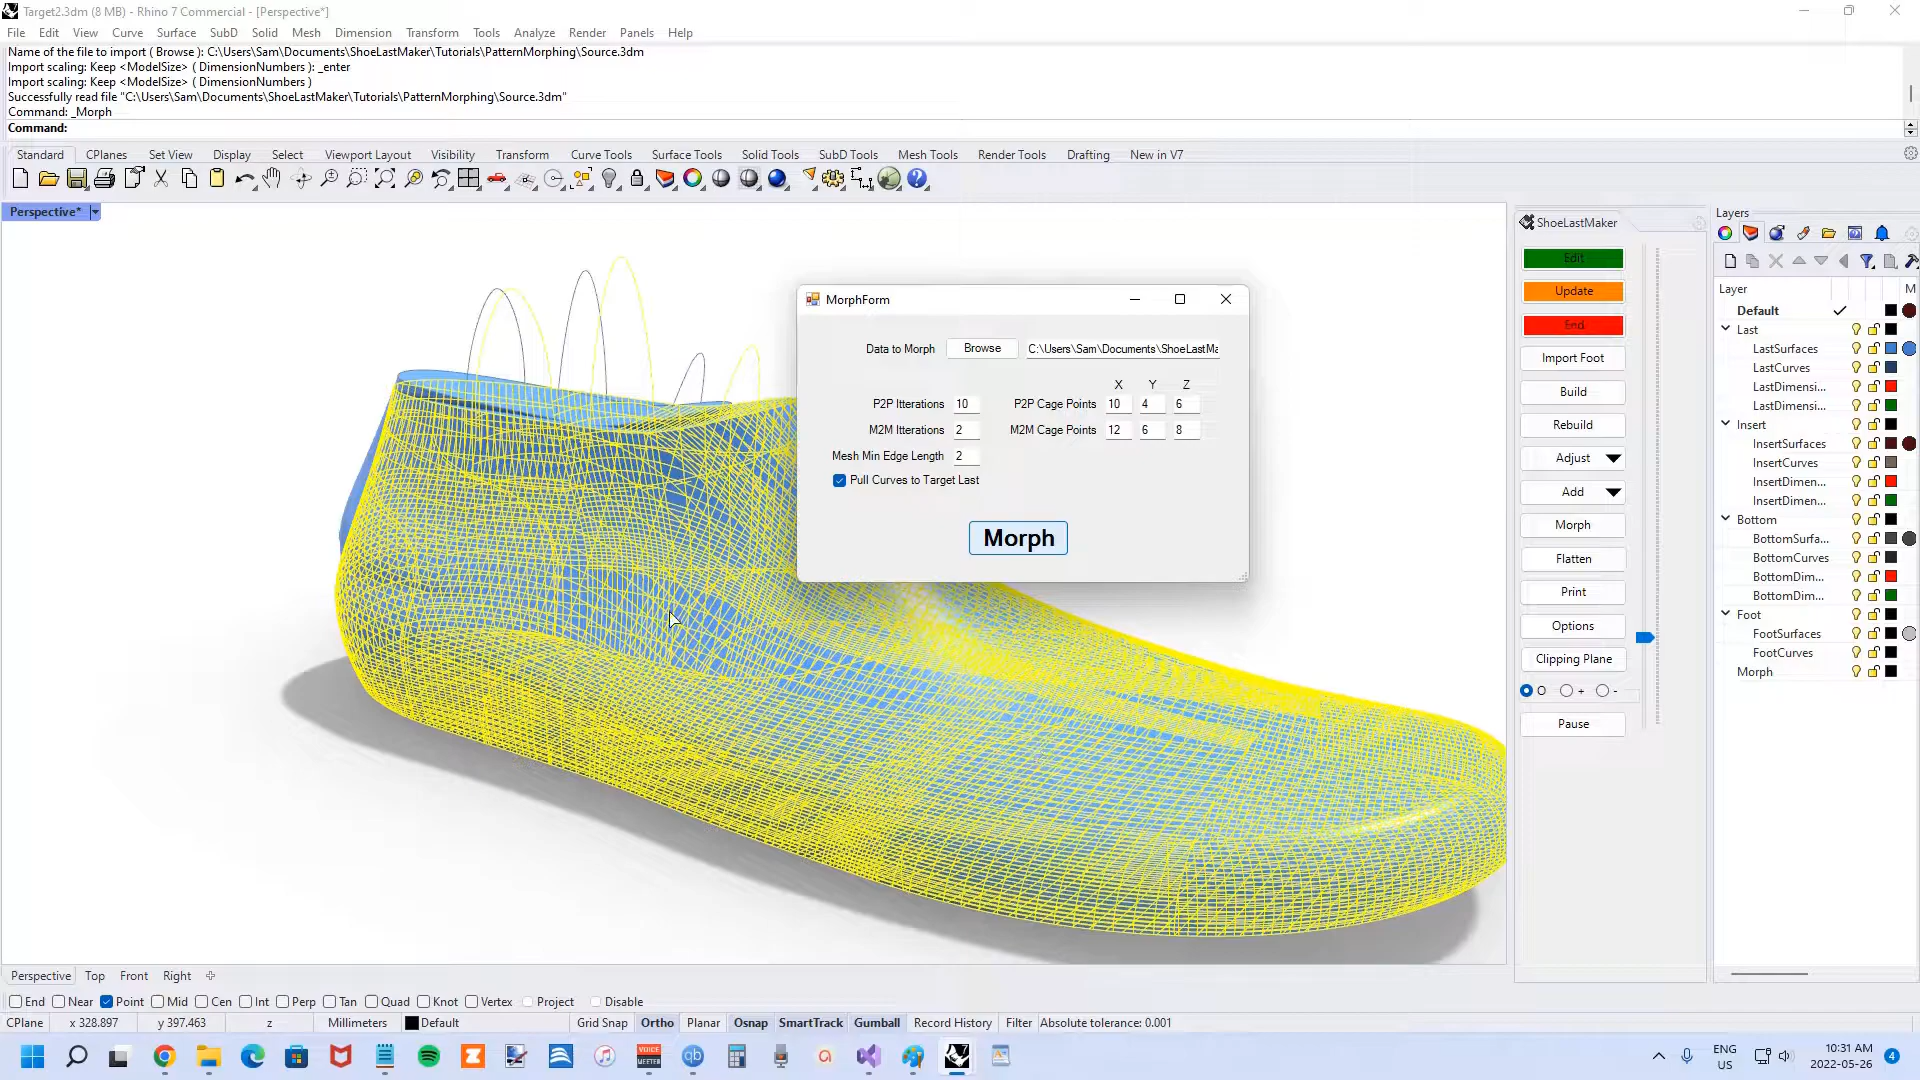 Target2.3dm (8 MB) - Rhino 7 Commercial - [Perspective*]
File Edit View Curve Surface SubD Solid Mesh Dimension Transform Tools Analyze Render Panels Help
Name of the file to import ( Browse ): C:\Users\Sam\Documents\ShoeLastMaker\Tutorials\PatternMorphing\Source.3dm
Import scaling: Keep <ModelSize> ( DimensionNumbers ): _enter
Import scaling: Keep <ModelSize> ( DimensionNumbers )
Successfully read file "C:\Users\Sam\Documents\ShoeLastMaker\Tutorials\PatternMorphing\Source.3dm"
Command: _Morph
Command:
Standard CPlanes Set View Display Select Viewport Layout Visibility Transform Curve Tools Surface Tools Solid Tools SubD Tools Mesh Tools Render Tools Drafting New in V7
Perspective*
MorphForm
Data to Morph Browse C:\Users\Sam\Documents\ShoeLastMa
X Y Z
P2P Iterations 10 P2P Cage Points 10 4 6
M2M Iterations 2 M2M Cage Points 12 6 8
Mesh Min Edge Length 2
Pull Curves to Target Last
Morph
ShoeLastMaker
Edit
Update
End
Import Foot
Build
Rebuild
Adjust
Add
Morph
Flatten
Print
Options
Clipping Plane
O + -
Pause
Layers
Layer M
Default
Last
LastSurfaces
LastCurves
LastDimensi...
LastDimensi...
Insert
InsertSurfaces
InsertCurves
InsertDimen...
InsertDimen...
Bottom
BottomSurfa...
BottomCurves
BottomDim...
BottomDim...
Foot
FootSurfaces
FootCurves
Morph
Perspective Top Front Right
End Near Point Mid Cen Int Perp Tan Quad Knot Vertex Project Disable
CPlane x 328.897 y 397.463 z Millimeters Default Grid Snap Ortho Planar Osnap SmartTrack Gumball Record History Filter Absolute tolerance: 0.001
VOICE
MEETER
qb
ENG
US
10:31 AM
2022-05-26
4